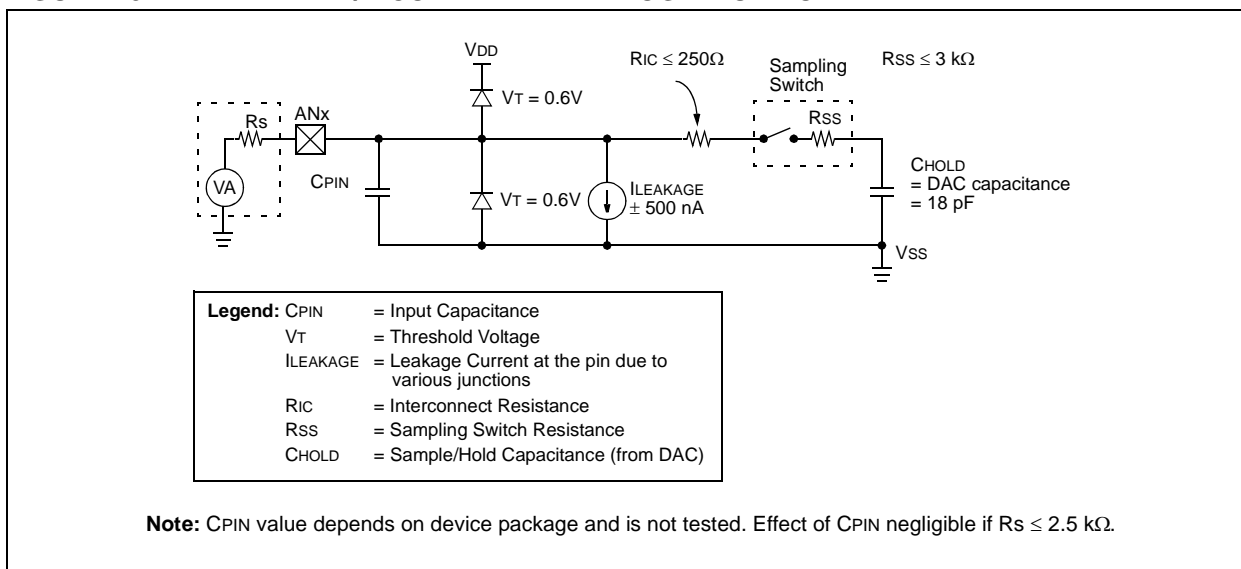 VDD
RIC ≤ 250Ω
Sampling
Switch
RSS ≤ 3 kΩ
VT = 0.6V
Rs
ANx
RSS
CPIN
VA
VT = 0.6V
ILEAKAGE
± 500 nA
CHOLD
= DAC capacitance
= 18 pF
VSS
Legend: CPIN = Input Capacitance
VT = Threshold Voltage
ILEAKAGE = Leakage Current at the pin due to
various junctions
RIC = Interconnect Resistance
RSS = Sampling Switch Resistance
CHOLD = Sample/Hold Capacitance (from DAC)
Note: CPIN value depends on device package and is not tested. Effect of CPIN negligible if Rs ≤ 2.5 kΩ.